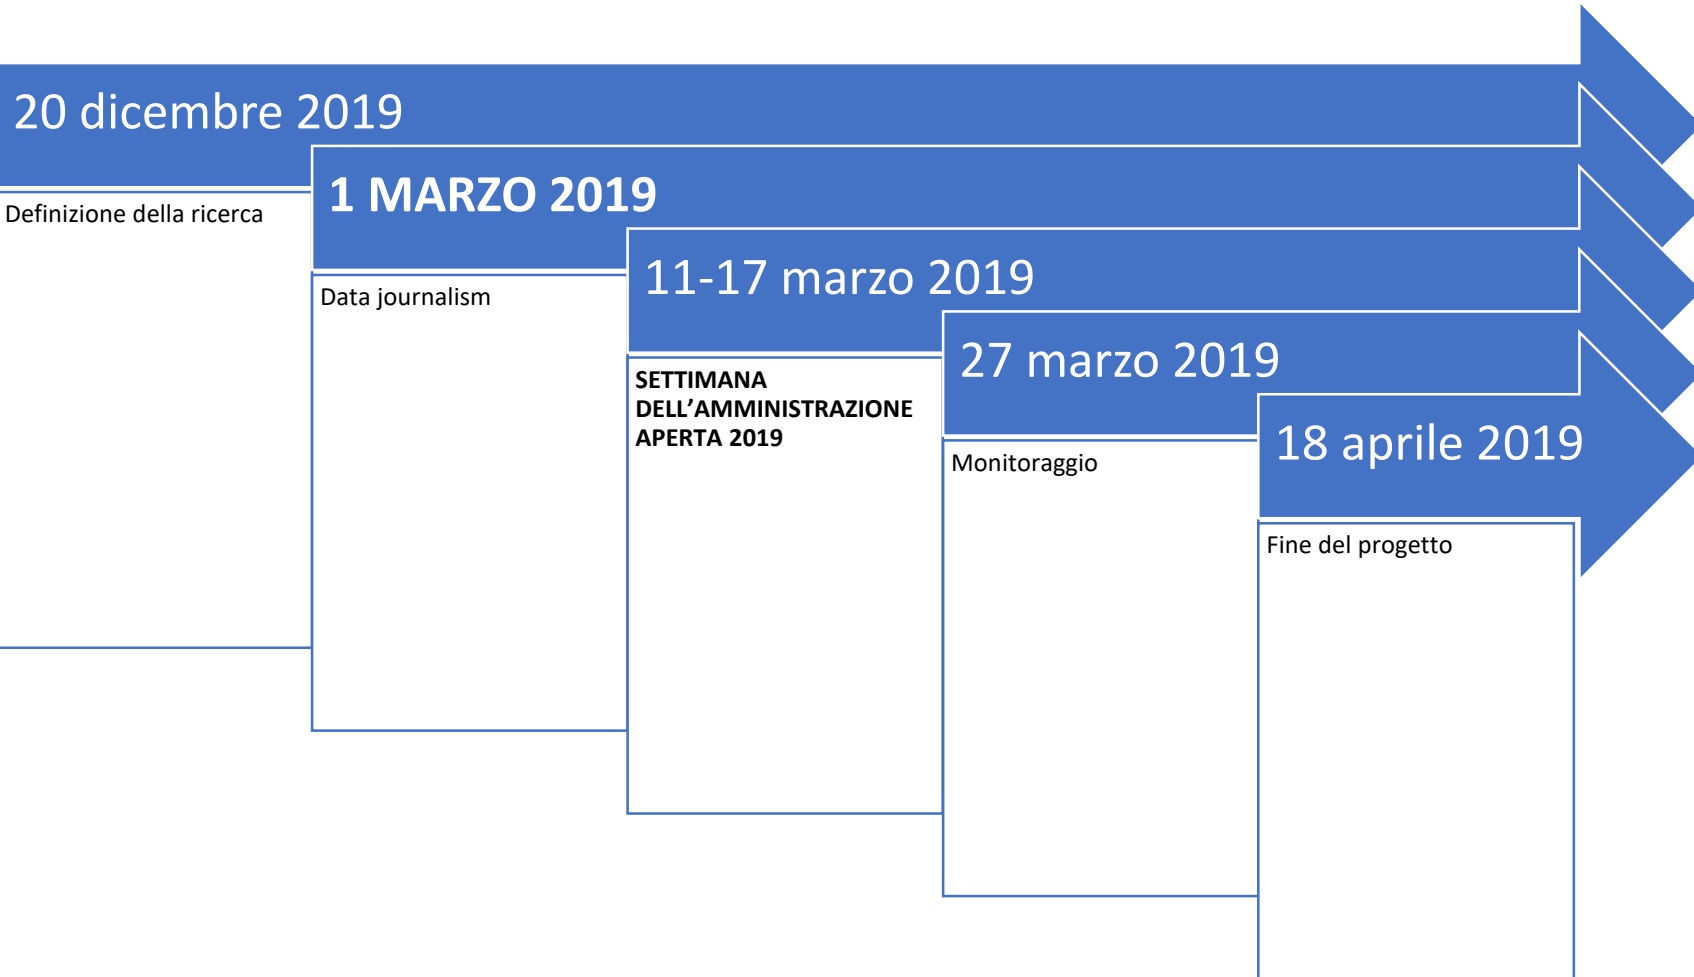 20 dicembre 2019
Definizione della ricerca
1 MARZO 2019
Data journalism
11-17 marzo 2019
SETTIMANA
DELL’AMMINISTRAZIONE
APERTA 2019
27 marzo 2019
Monitoraggio
18 aprile 2019
Fine del progetto